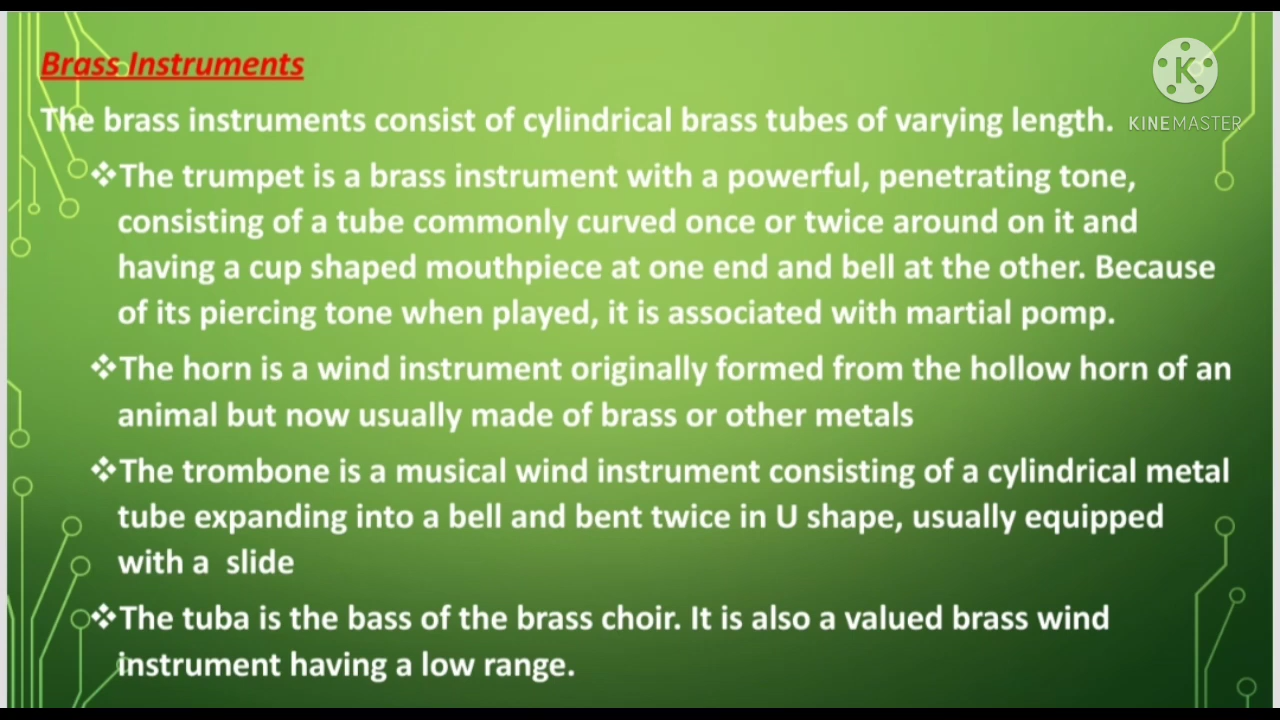 Brass Instruments
K
KINEMASTER
The brass instruments consist of cylindrical brass tubes of varying length.
❖The trumpet is a brass instrument with a powerful, penetrating tone,
consisting of a tube commonly curved once or twice around on it and
having a cup shaped mouthpiece at one end and bell at the other. Because
of its piercing tone when played, it is associated with martial pomp.
❖The horn is a wind instrument originally formed from the hollow horn of an
animal but now usually made of brass or other metals
❖The trombone is a musical wind instrument consisting of a cylindrical metal
tube expanding into a bell and bent twice in U shape, usually equipped
with a  slide
❖The tuba is the bass of the brass choir. It is also a valued brass wind
instrument having a low range.